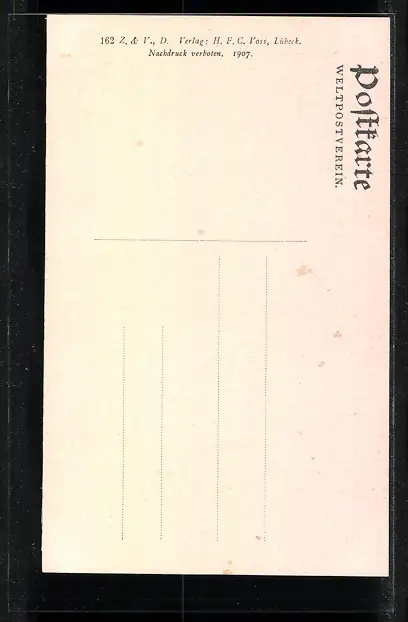 162 Z. & V., D. Verlag: H. F. C. Voss, Lübeck.
Nachdruck verboten. 1907.
Postkarte
WELTPOSTVEREIN.